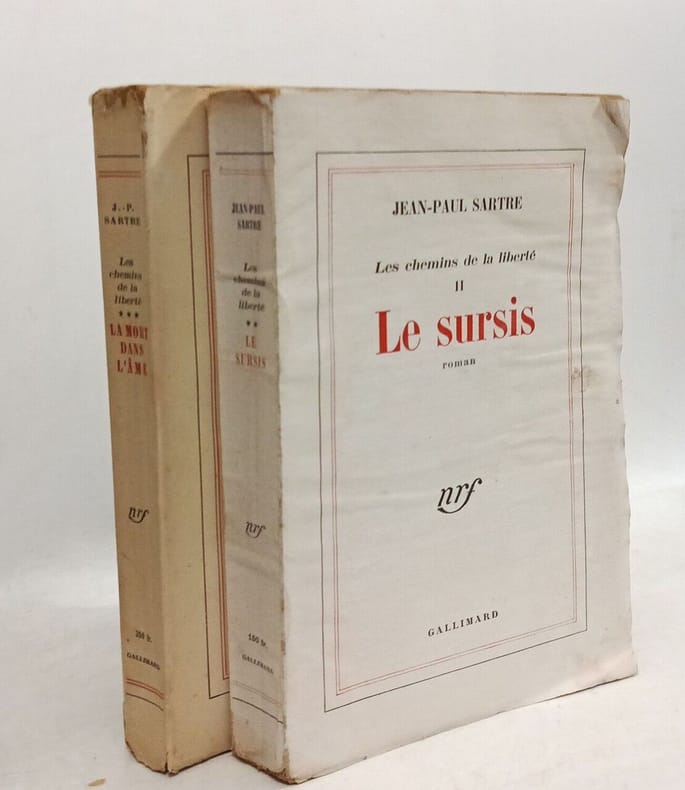 J.-P.
SARTRE
Les
chemins
de la
liberté
***
LA MORT
DANS
L'ÂME
nrf
GALLIMARD
JEAN-PAUL
SARTRE
Les
chemins
de la
liberté
**
LE
SURSIS
nrf
GALLIMARD
JEAN-PAUL SARTRE
Les chemins de la liberté
II
Le sursis
roman
nrf
GALLIMARD